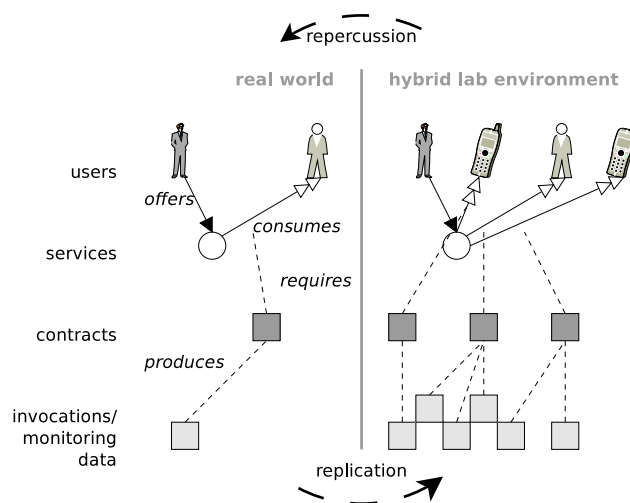 repercussion
real world
hybrid lab environment
users
offers
consumes
services
requires
contracts
produces
invocations/
monitoring
data
replication